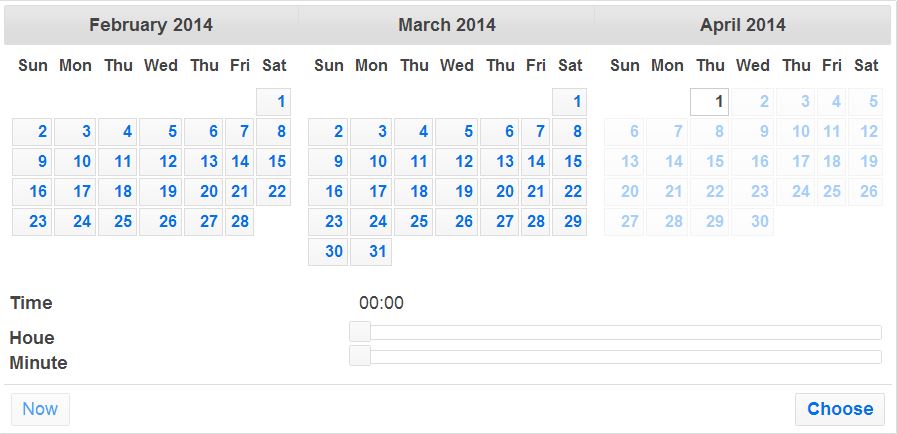 February 2014 March 2014 April 2014
Sun Mon Thu Wed Thu Fri Sat Sun Mon Thu Wed Thu Fri Sat Sun Mon Thu Wed Thu Fri Sat
1 1 1 2 3 4 5
2 3 4 5 6 7 8 2 3 4 5 6 7 8 6 7 8 9 10 11 12
9 10 11 12 13 14 15 9 10 11 12 13 14 15 13 14 15 16 17 18 19
16 17 18 19 20 21 22 16 17 18 19 20 21 22 20 21 22 23 24 25 26
23 24 25 26 27 28 23 24 25 26 27 28 29 27 28 29 30
30 31
Time 00:00
Houe
Minute
Now Choose